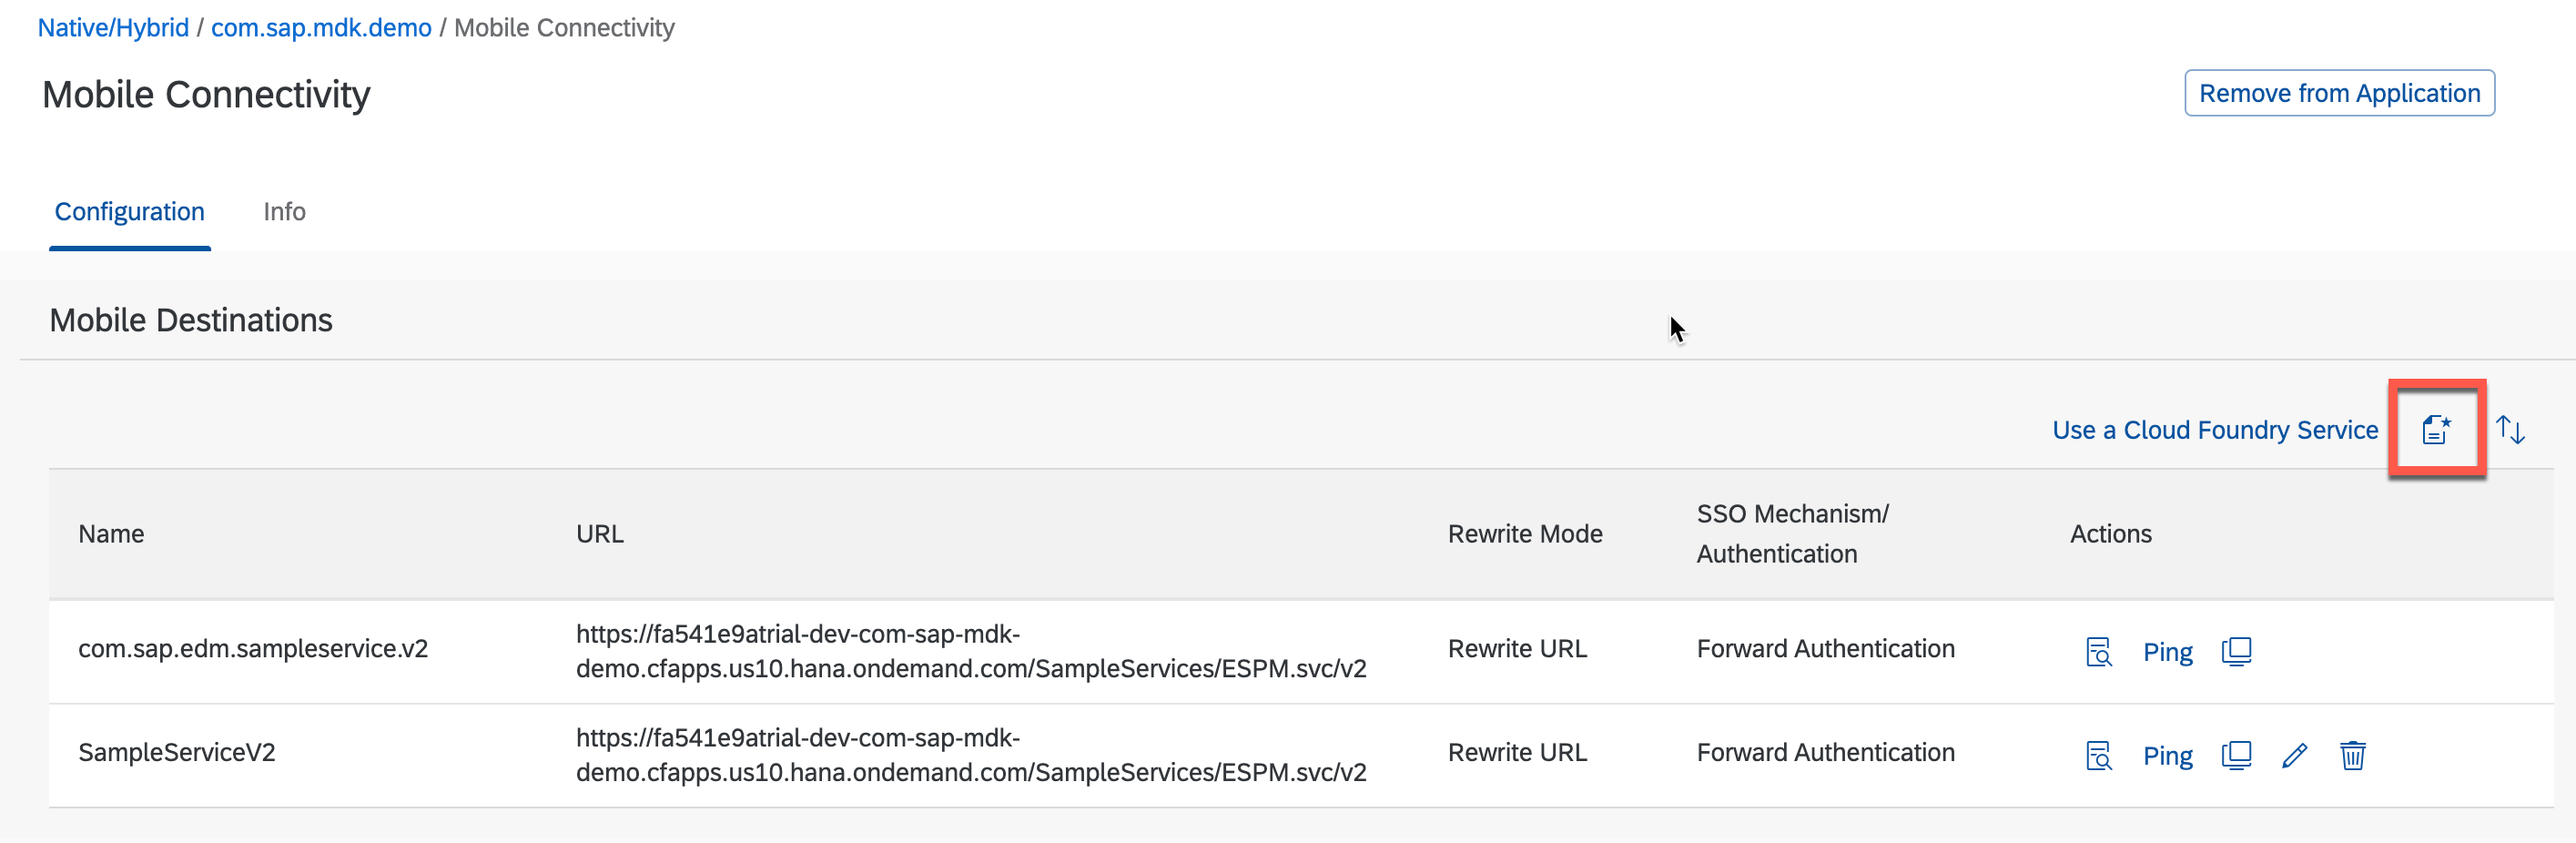 Native/Hybrid / com.sap.mdk.demo / Mobile Connectivity
Mobile Connectivity
Remove from Application
Configuration
Info
Mobile Destinations
Use a Cloud Foundry Service
Name
URL
Rewrite Mode
SSO Mechanism/
Authentication
Actions
com.sap.edm.sampleservice.v2
https://fa541e9atrial-dev-com-sap-mdk-
demo.cfapps.us10.hana.ondemand.com/SampleServices/ESPM.svc/v2
Rewrite URL
Forward Authentication
Ping
SampleServiceV2
https://fa541e9atrial-dev-com-sap-mdk-
demo.cfapps.us10.hana.ondemand.com/SampleServices/ESPM.svc/v2
Rewrite URL
Forward Authentication
Ping